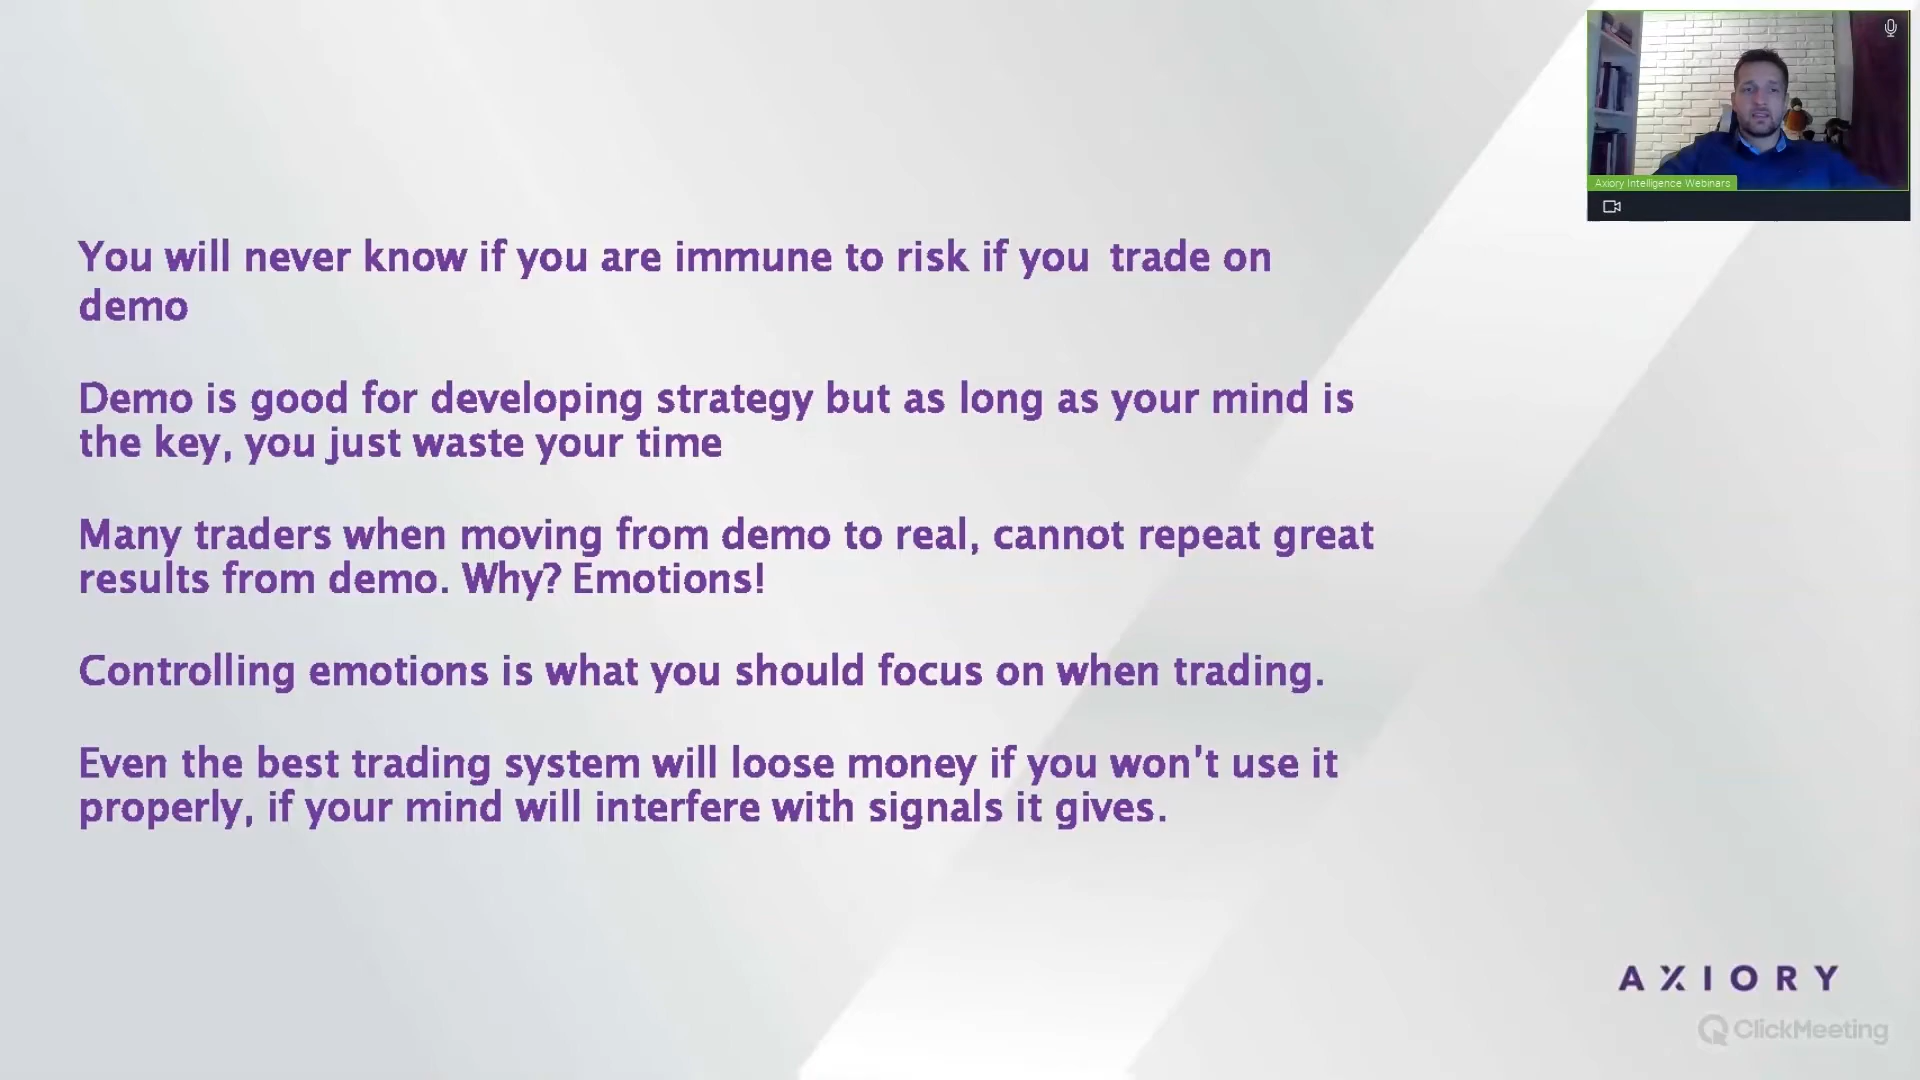 Axiory Intelligence Webinars
You will never know if you are immune to risk if you trade on
demo
Demo is good for developing strategy but as long as your mind is
the key, you just waste your time
Many traders when moving from demo to real, cannot repeat great
results from demo. Why? Emotions!
Controlling emotions is what you should focus on when trading.
Even the best trading system will loose money if you won't use it
properly, if your mind will interfere with signals it gives.
AXIORY
ClickMeeting